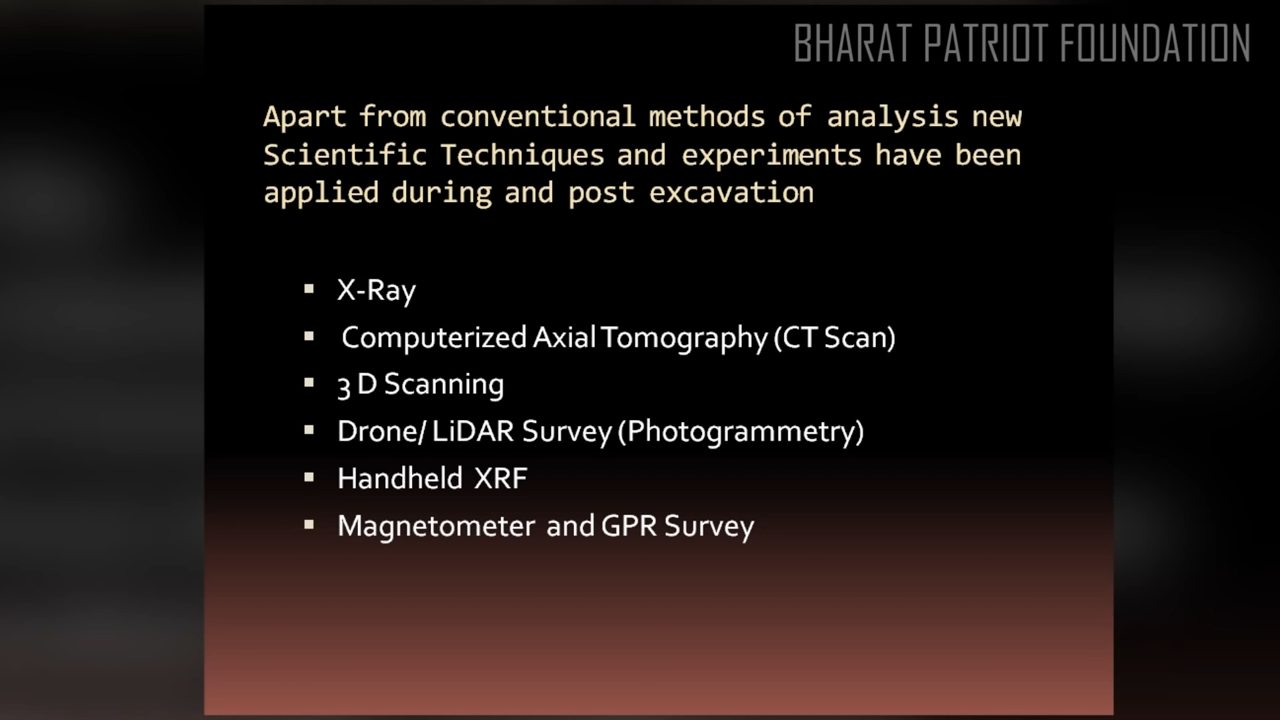 BHARAT PATRIOT FOUNDATION
Apart from conventional methods of analysis new
Scientific Techniques and experiments have been
applied during and post excavation
▪ X-Ray
▪ Computerized Axial Tomography (CT Scan)
▪ 3 D Scanning
▪ Drone/ LiDAR Survey (Photogrammetry)
▪ Handheld XRF
▪ Magnetometer and GPR Survey